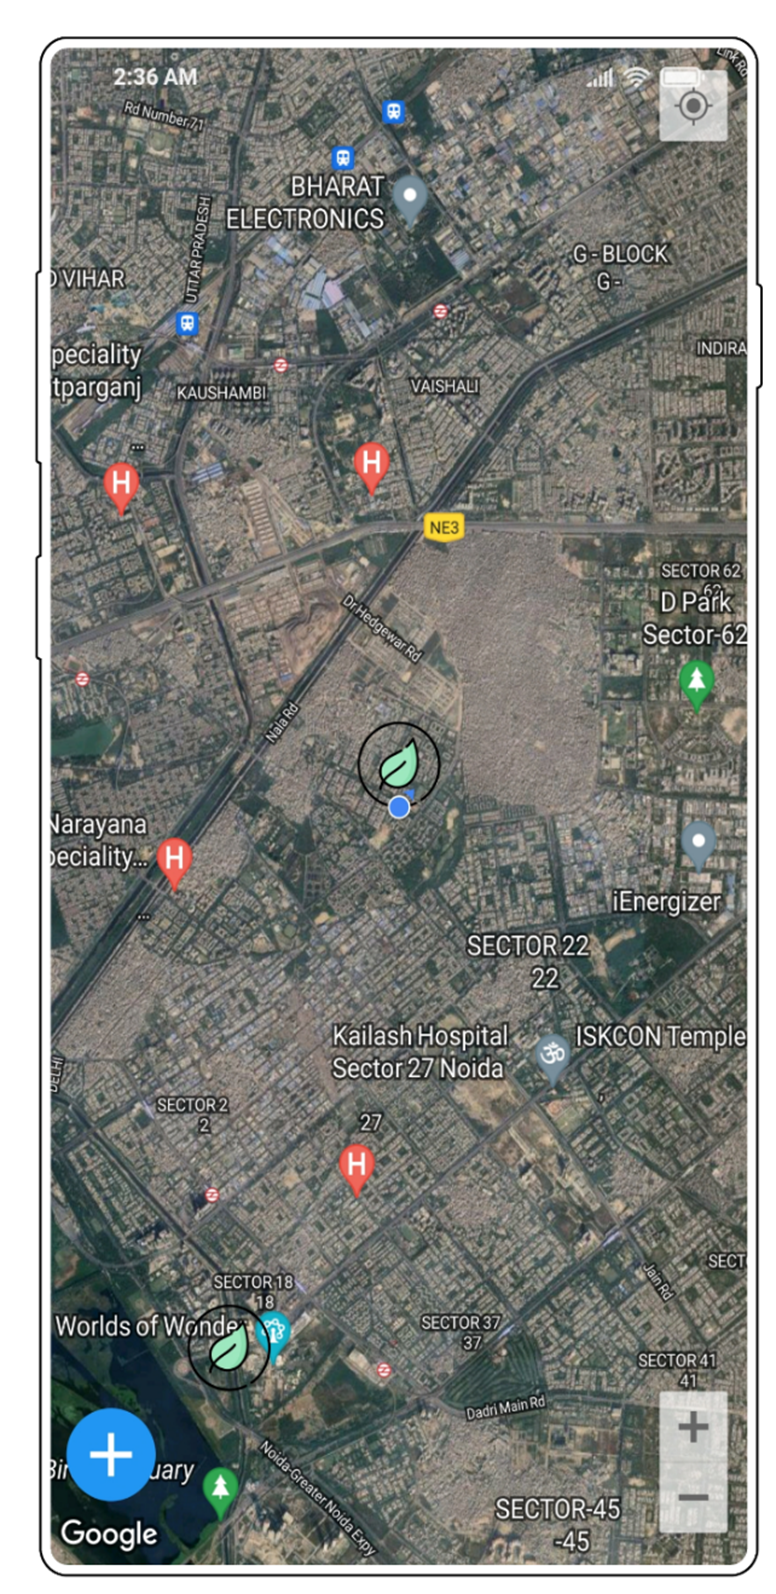 Link Rd
2:36 AM
Rd Number 71
BHARAT
ELECTRONICS
UTTAR PRADESH
G - BLOCK
G -
VIHAR
INDIRA
peciality
tparganj
KAUSHAMBI
VAISHALI
...
H
H
NE3
SECTOR 62
62
D Park
Sector-62
Dr Hedgewar Rd
Nala Rd
Narayana
peciality...
H
iEnergizer
...
SECTOR 22
22
Kailash Hospital
Sector 27 Noida
ISKCON Temple
ॐ
,
DELHI
SECTOR 2
2
27
H
SECT
Jain Rd
SECTOR 18
18
Worlds of Wonder
SECTOR 37
37
SECTOR 41
41
Dadri Main Rd
+
+
Bir
uary
Noida-Greater Noida Expy
−
SECTOR-45
-45
Google